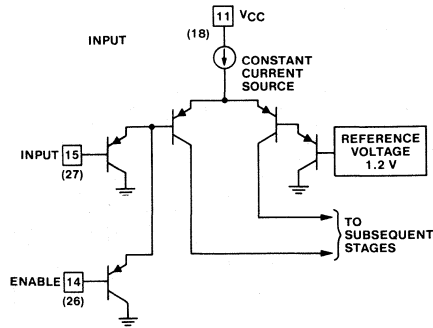 11 VCC
INPUT
(18)
CONSTANT
CURRENT
SOURCE
INPUT 15
(27)
REFERENCE
VOLTAGE
1.2 V
TO
SUBSEQUENT
STAGES
ENABLE 14
(26)